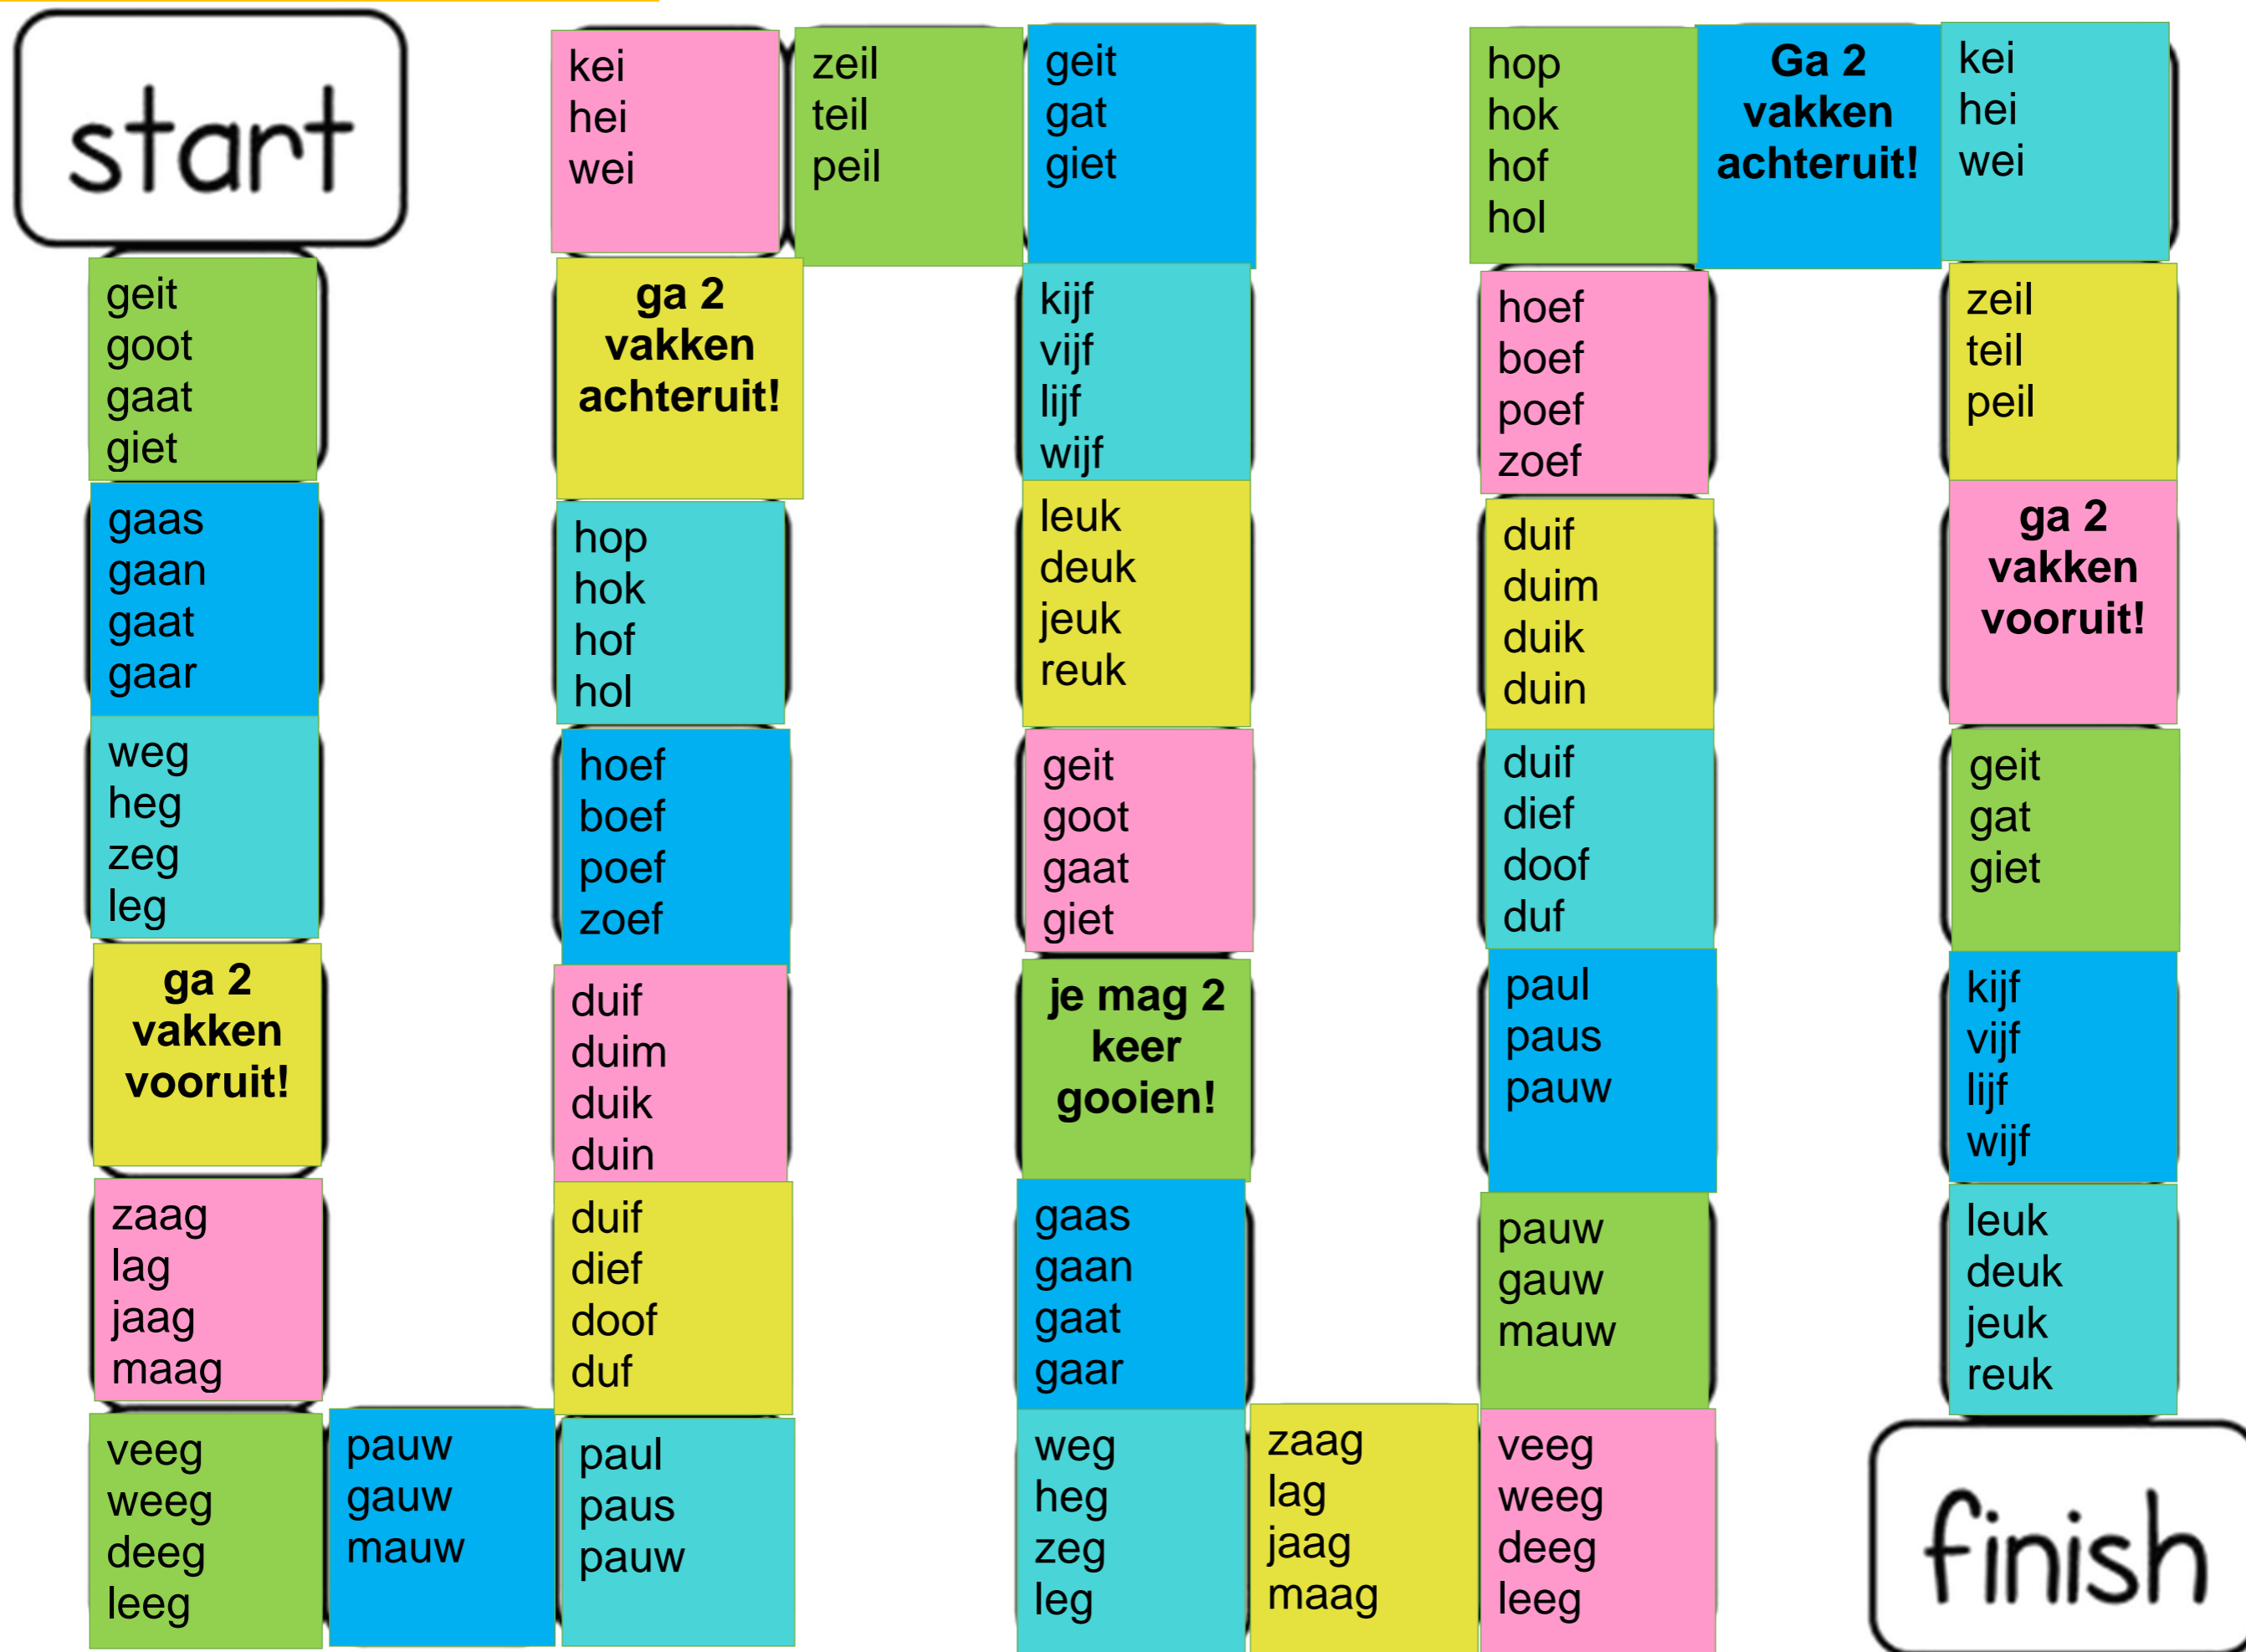 start
geit
goot
gaat
giet
gaas
gaan
gaat
gaar
weg
heg
zeg
leg
ga 2
vakken
vooruit!
zaag
lag
jaag
maag
veeg
weeg
deeg
leeg
pauw
gauw
mauw
paul
paus
pauw
duif
dief
doof
duf
duif
duim
duik
duin
hoef
boef
poef
zoef
hop
hok
hof
hol
ga 2
vakken
achteruit!
kei
hei
wei
zeil
teil
peil
geit
gat
giet
kijf
vijf
lijf
wijf
leuk
deuk
jeuk
reuk
geit
goot
gaat
giet
je mag 2
keer
gooien!
gaas
gaan
gaat
gaar
weg
heg
zeg
leg
zaag
lag
jaag
maag
veeg
weeg
deeg
leeg
pauw
gauw
mauw
paul
paus
pauw
duif
dief
doof
duf
duif
duim
duik
duin
hoef
boef
poef
zoef
hop
hok
hof
hol
Ga 2
vakken
achteruit!
kei
hei
wei
zeil
teil
peil
ga 2
vakken
vooruit!
geit
gat
giet
kijf
vijf
lijf
wijf
leuk
deuk
jeuk
reuk
finish